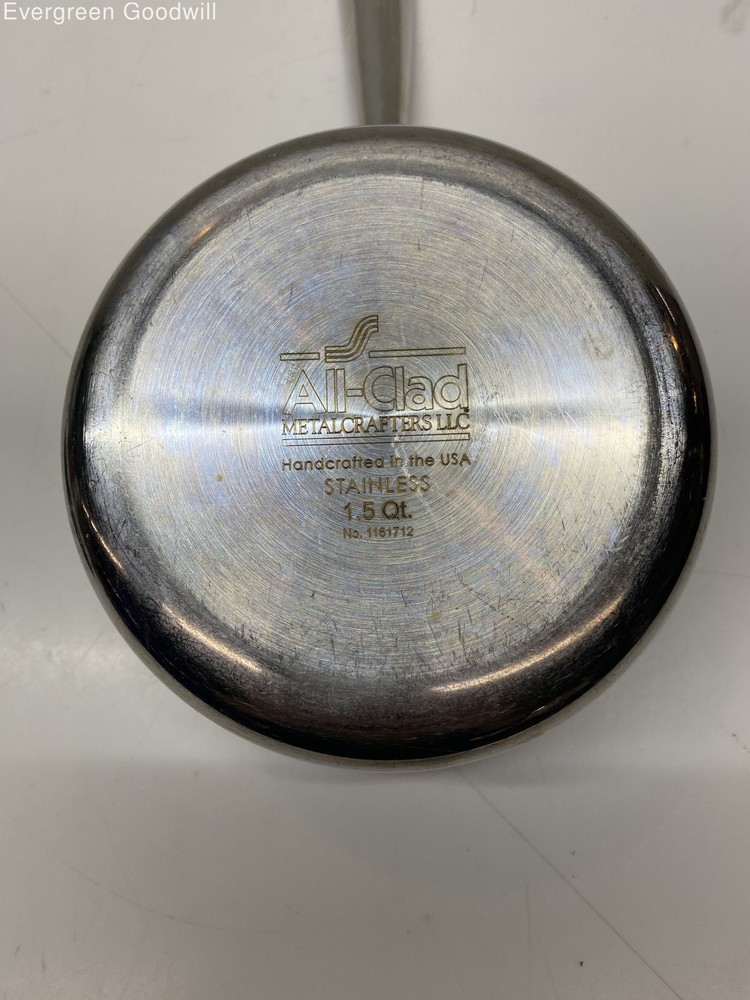 Evergreen Goodwill
All-Clad
METALCRAFTERS LLC
Handcrafted in the USA
STAINLESS
1.5 Qt.
No. 1161712